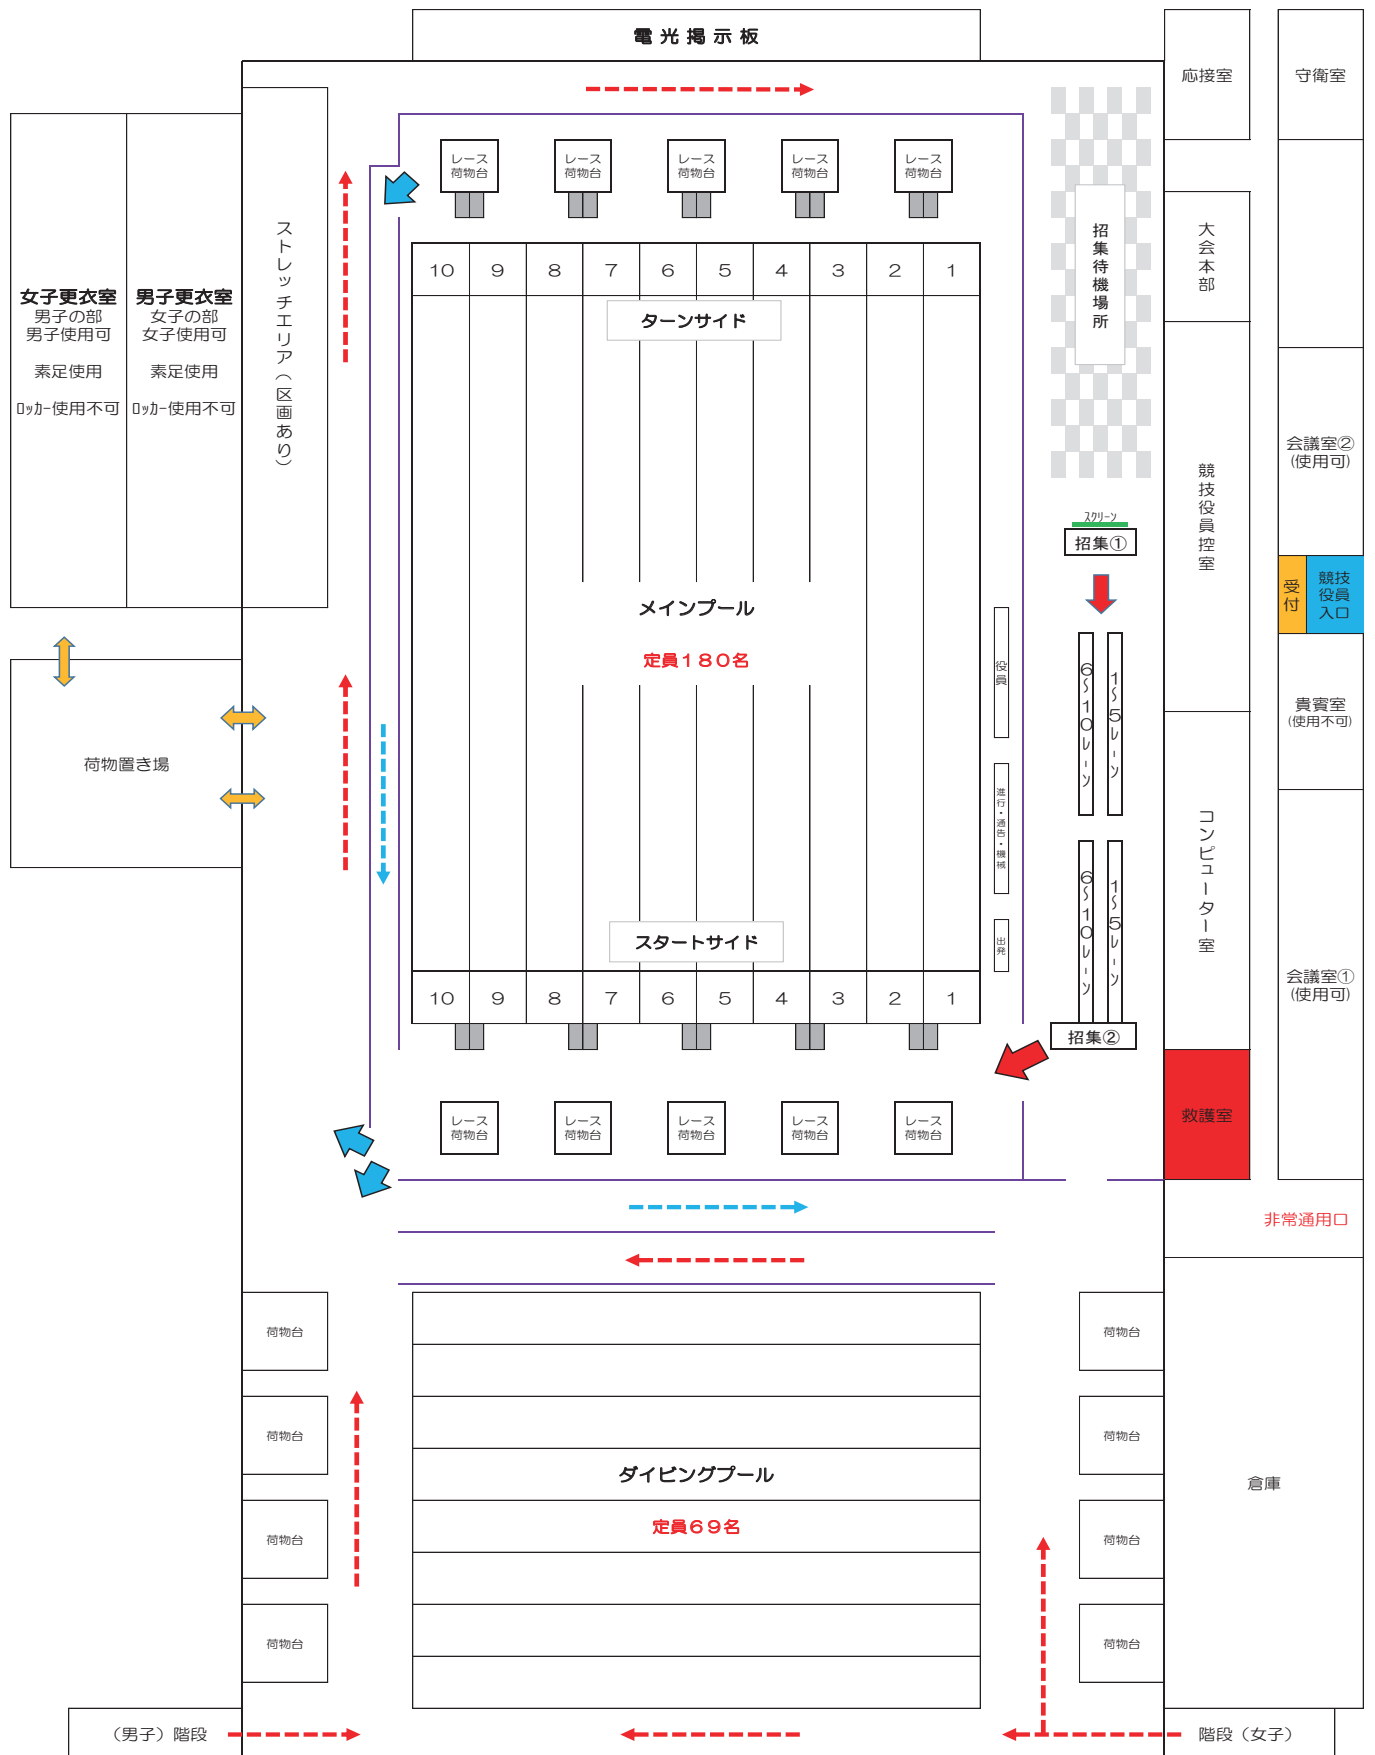 電光掲示板
応接室
守衛室
レース
荷物台
レース
荷物台
レース
荷物台
レース
荷物台
レース
荷物台
ストレッチエリア（区画あり）
招集待機場所
大会本部
10
9
8
7
6
5
4
3
2
1
ターンサイド
女子更衣室
男子の部
男子使用可
素足使用
ﾛｯｶｰ使用不可
男子更衣室
女子の部
女子使用可
素足使用
ﾛｯｶｰ使用不可
会議室②
(使用可)
競技役員控室
ｽｸﾘｰﾝ
招集①
受付
競技
役員
入口
メインプール
定員１８０名
役員
6～10ﾚｰﾝ
1～5ﾚｰﾝ
貴賓室
(使用不可)
荷物置き場
進行・通告・機械
コンピューター室
6～10ﾚｰﾝ
1～5ﾚｰﾝ
スタートサイド
出発
会議室①
(使用可)
10
9
8
7
6
5
4
3
2
1
招集②
レース
荷物台
レース
荷物台
レース
荷物台
レース
荷物台
レース
荷物台
救護室
非常通用口
荷物台
荷物台
荷物台
荷物台
ダイビングプール
倉庫
定員６９名
荷物台
荷物台
荷物台
荷物台
（男子）階段
階段（女子）